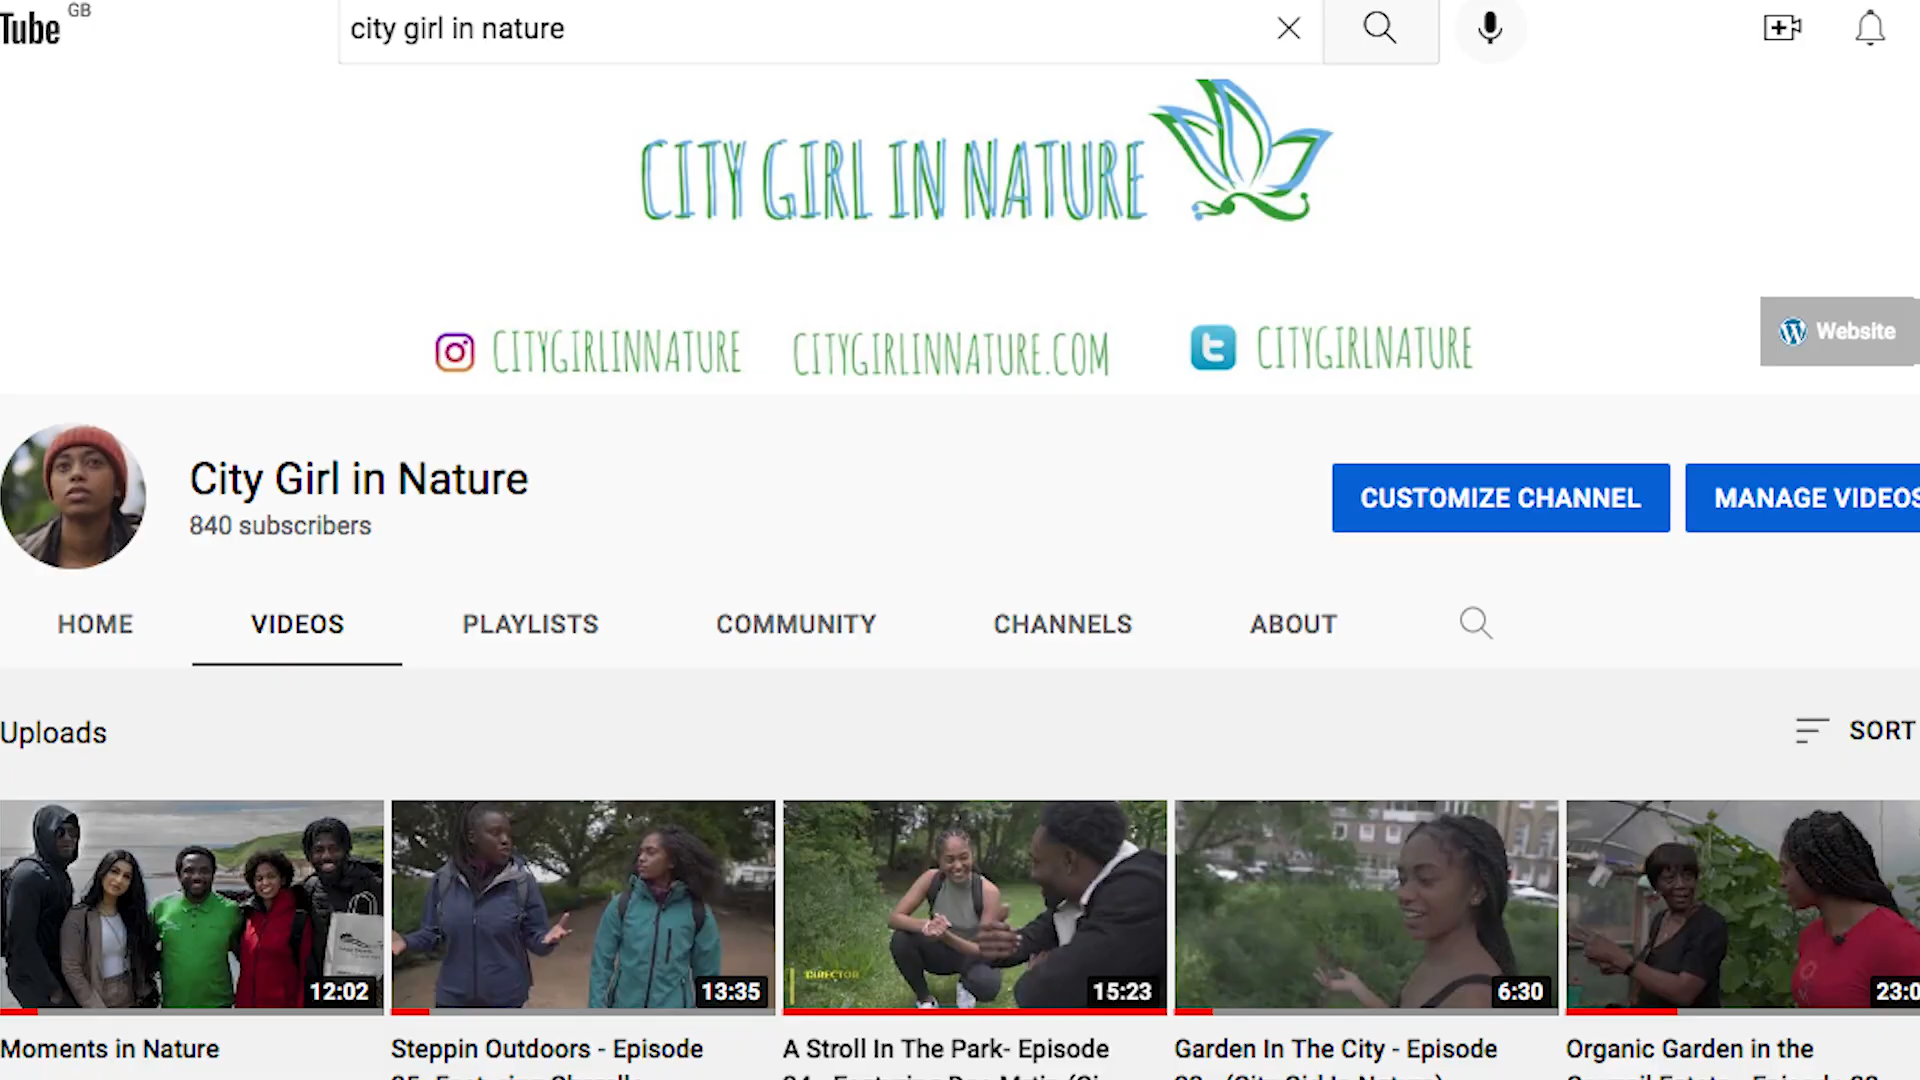 Tube GB
city girl in nature
CITY GIRL IN NATURE
CITYGIRLINNATURE CITYGIRLINNATURE.COM CITYGIRLNATURE
Website
City Girl in Nature
840 subscribers
CUSTOMIZE CHANNEL MANAGE VIDEOS
HOME VIDEOS PLAYLISTS COMMUNITY CHANNELS ABOUT
Uploads
SORT
DIRECTOR
12:02 13:35 15:23 6:30 23:0
Moments in Nature
Steppin Outdoors - Episode
A Stroll In The Park- Episode
Garden In The City - Episode
Organic Garden in the